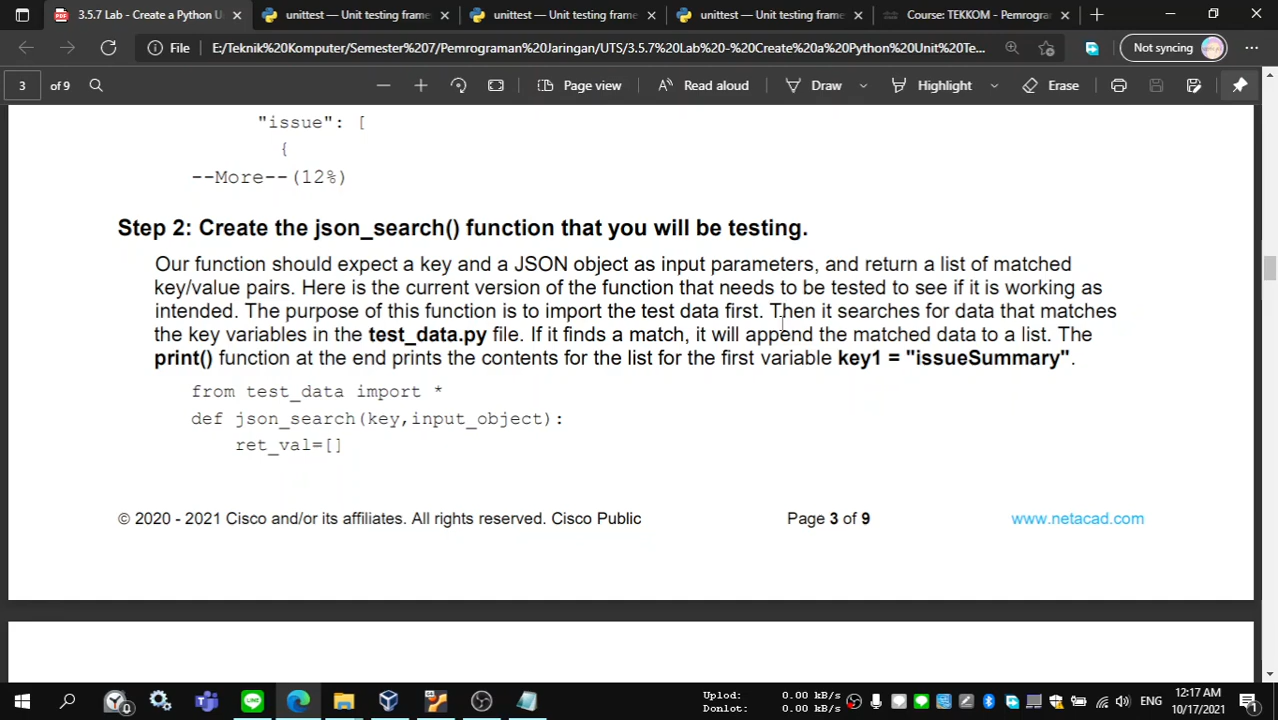 3.5.7 Lab - Create a Python U
unittest — Unit testing frame
unittest — Unit testing frame
unittest — Unit testing frame
Course: TEKKOM - Pemrogra
File
E:/Teknik%20Komputer/Semester%207/Pemrograman%20Jaringan/UTS/3.5.7%20Lab%20-%20Create%20a%20Python%20Unit%20Te...
Not syncing
3 of 9
Page view
Read aloud
Draw
Highlight
Erase
"issue": [
{
--More--(12%)
Step 2: Create the json_search() function that you will be testing.
Our function should expect a key and a JSON object as input parameters, and return a list of matched
key/value pairs. Here is the current version of the function that needs to be tested to see if it is working as
intended. The purpose of this function is to import the test data first. Then it searches for data that matches
the key variables in the test_data.py file. If it finds a match, it will append the matched data to a list. The
print() function at the end prints the contents for the list for the first variable key1 = "issueSummary".
from test_data import *
def json_search(key,input_object):
ret_val=[]
© 2020 - 2021 Cisco and/or its affiliates. All rights reserved. Cisco Public
Page 3 of 9
www.netacad.com
Uplod: 0.00 kB/s
Donlot: 0.00 kB/s
ENG
12:17 AM
10/17/2021